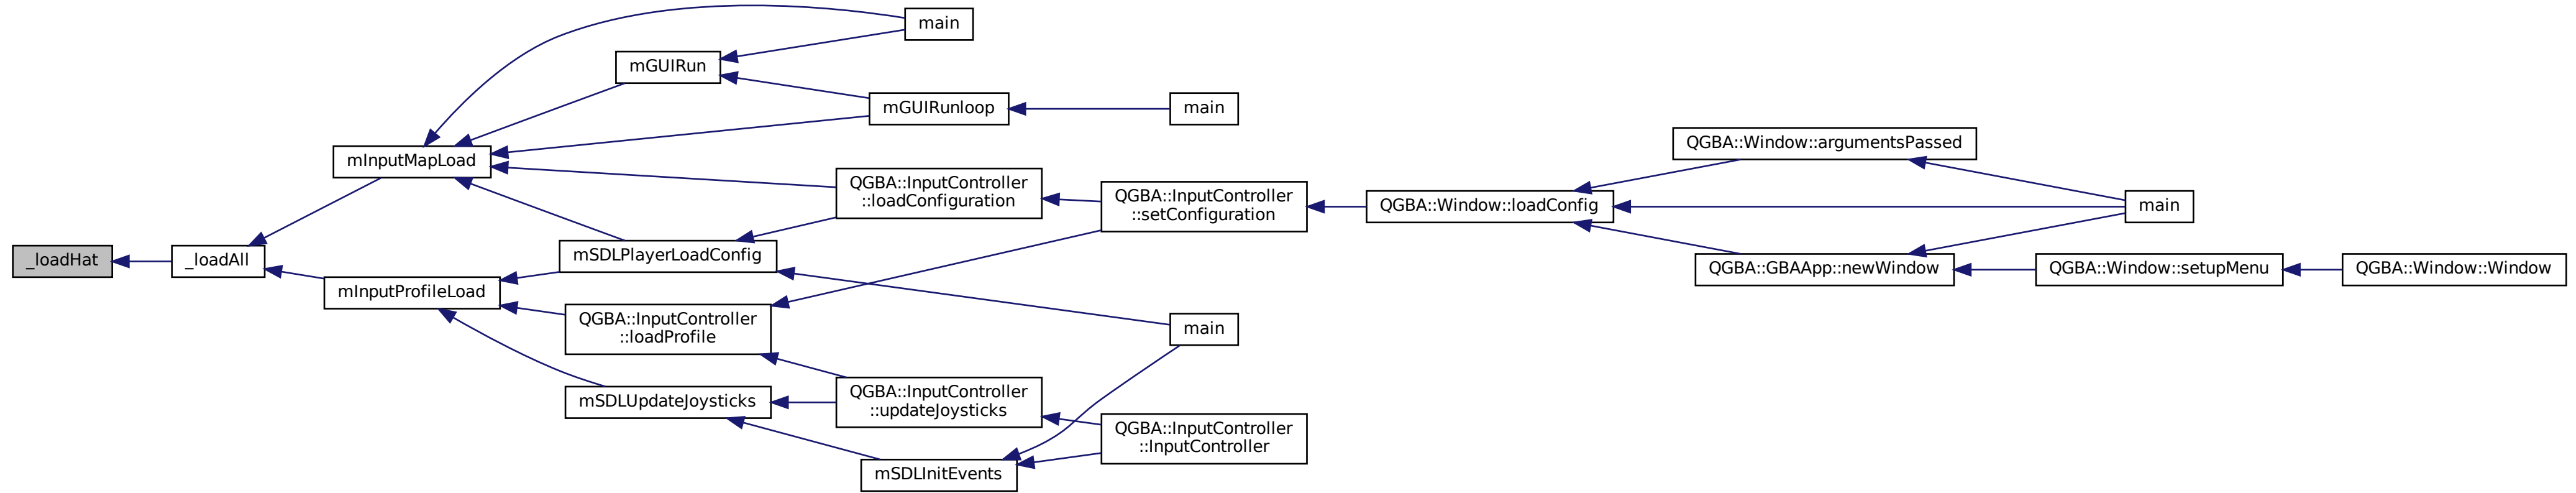 _loadHat
_loadAll
mInputMapLoad
mInputProfileLoad
main
mGUIRun
mGUIRunloop
main
QGBA::InputController
::loadConfiguration
mSDLPlayerLoadConfig
QGBA::InputController
::loadProfile
mSDLUpdateJoysticks
QGBA::InputController
::updateJoysticks
mSDLInitEvents
QGBA::InputController
::setConfiguration
main
QGBA::InputController
::InputController
QGBA::Window::loadConfig
QGBA::Window::argumentsPassed
QGBA::GBAApp::newWindow
main
QGBA::Window::setupMenu
QGBA::Window::Window